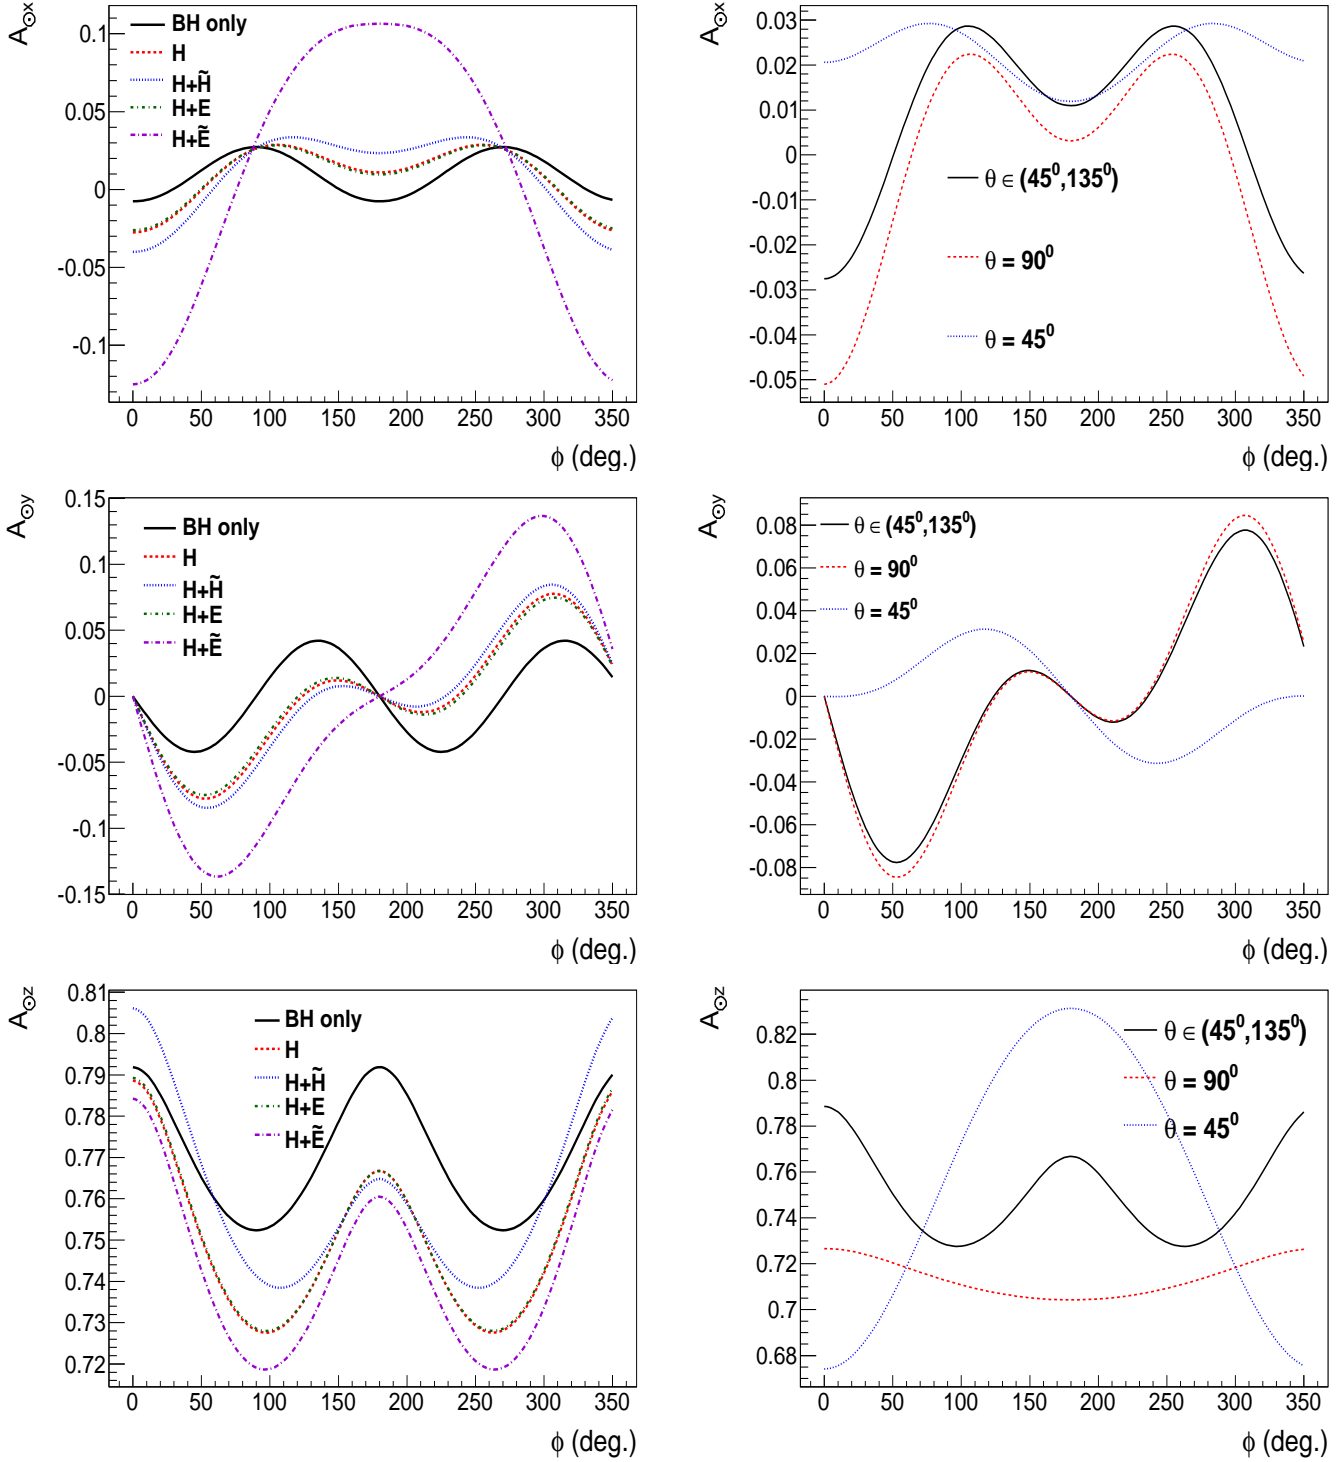 A⊙x
0.1
0.05
0
-0.05
-0.1
BH only
H
H+H̃
H+E
H+Ẽ
0 50 100 150 200 250 300 350
ϕ (deg.)
A⊙x
0.03
0.02
0.01
0
-0.01
-0.02
-0.03
-0.04
-0.05
θ ∈ (45⁰,135⁰)
θ = 90⁰
θ = 45⁰
0 50 100 150 200 250 300 350
ϕ (deg.)
A⊙y
0.15
0.1
0.05
0
-0.05
-0.1
-0.15
BH only
H
H+H̃
H+E
H+Ẽ
0 50 100 150 200 250 300 350
ϕ (deg.)
A⊙y
0.08
0.06
0.04
0.02
0
-0.02
-0.04
-0.06
-0.08
θ ∈ (45⁰,135⁰)
θ = 90⁰
θ = 45⁰
0 50 100 150 200 250 300 350
ϕ (deg.)
A⊙z
0.81
0.8
0.79
0.78
0.77
0.76
0.75
0.74
0.73
0.72
BH only
H
H+H̃
H+E
H+Ẽ
0 50 100 150 200 250 300 350
ϕ (deg.)
A⊙z
0.82
0.8
0.78
0.76
0.74
0.72
0.7
0.68
θ ∈ (45⁰,135⁰)
θ = 90⁰
θ = 45⁰
0 50 100 150 200 250 300 350
ϕ (deg.)